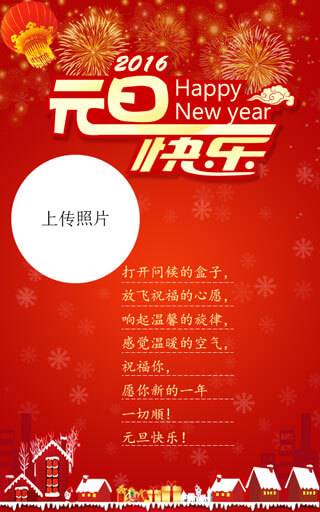 2016
元旦
Happy
New year
快乐
上传照片
打开问候的盒子，
放飞祝福的心愿，
响起温馨的旋律，
感觉温暖的空气，
祝福你，
愿你新的一年
一切顺！
元旦快乐！